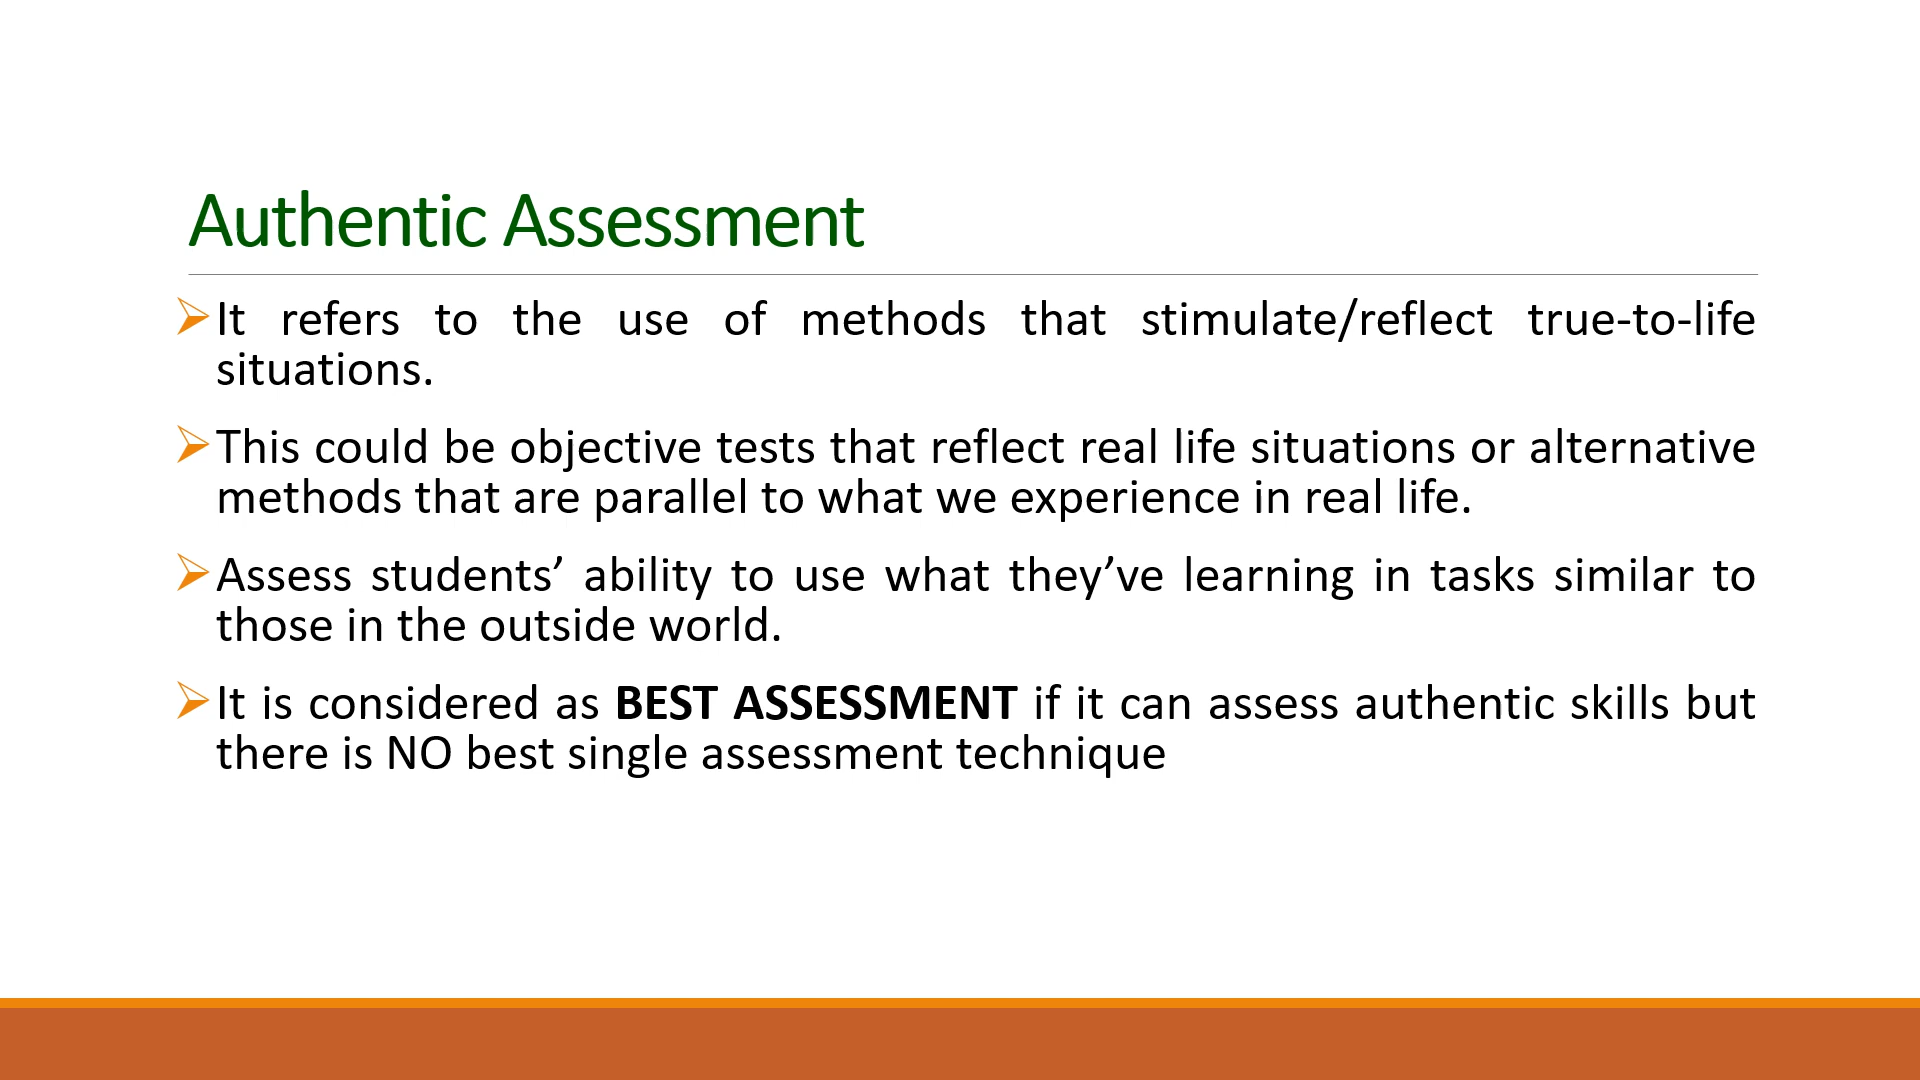 Authentic Assessment
It refers to the use of methods that stimulate/reflect true-to-life
situations.
This could be objective tests that reflect real life situations or alternative
methods that are parallel to what we experience in real life.
Assess students’ ability to use what they’ve learning in tasks similar to
those in the outside world.
It is considered as BEST ASSESSMENT if it can assess authentic skills but
there is NO best single assessment technique